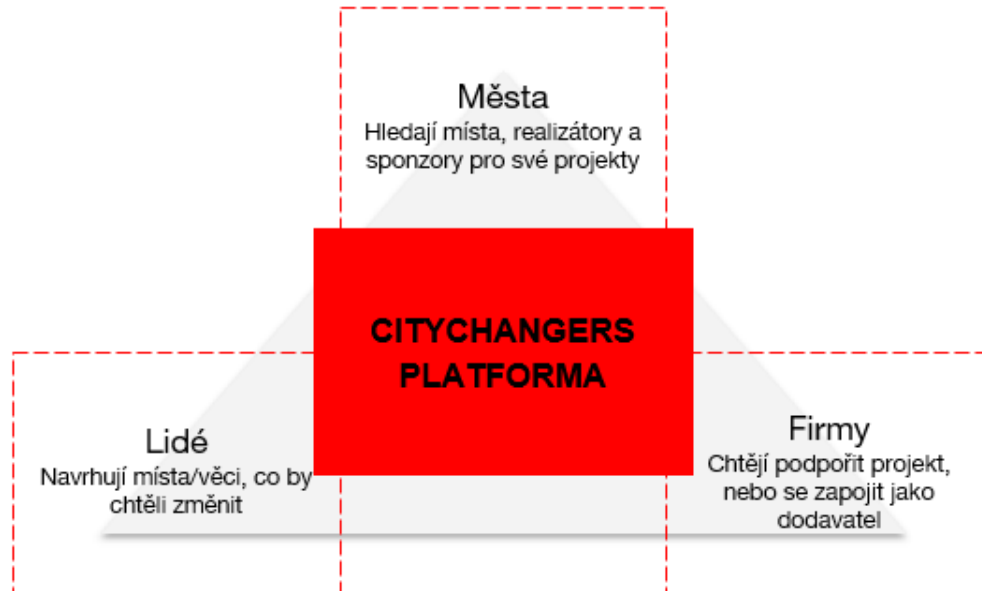 Města
Hledají místa, realizátory a
sponzory pro své projekty
CITYCHANGERS
PLATFORMA
Lidé
Navrhují místa/věci, co by
chtěli změnit
Firmy
Chtějí podpořit projekt,
nebo se zapojit jako
dodavatel